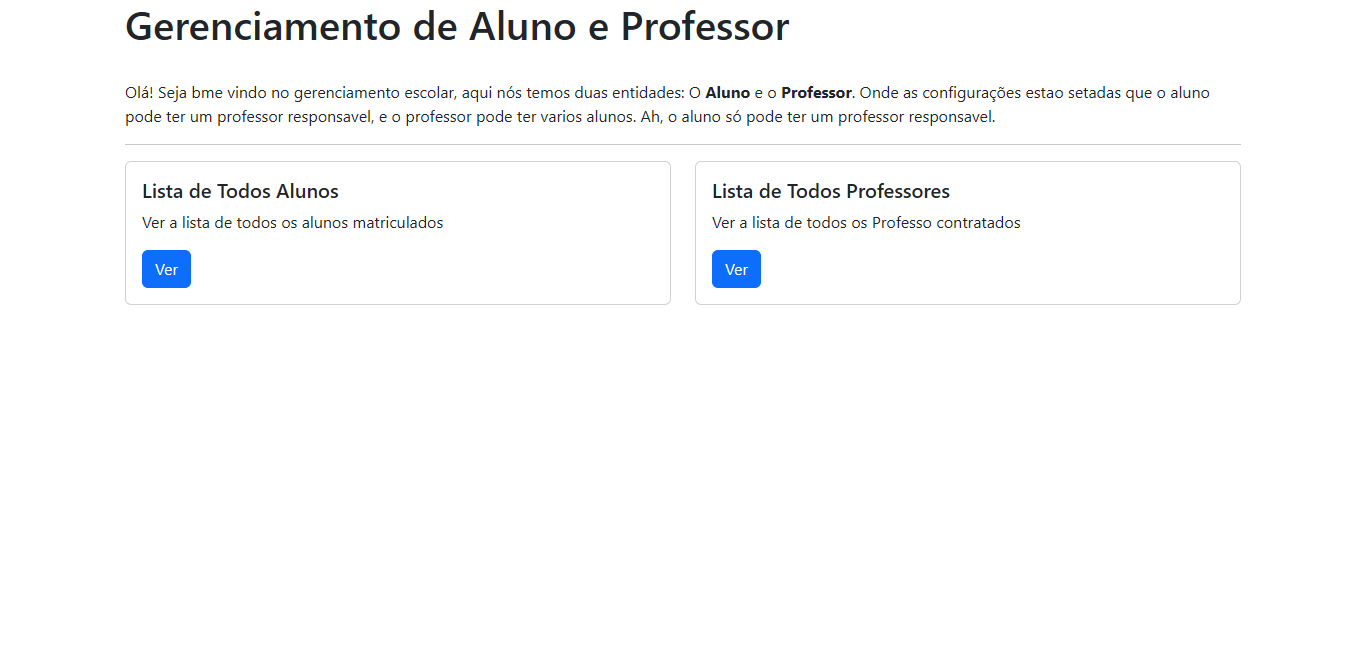 Gerenciamento de Aluno e Professor
Olá! Seja bme vindo no gerenciamento escolar, aqui nós temos duas entidades: O Aluno e o Professor. Onde as configurações estao setadas que o aluno
pode ter um professor responsavel, e o professor pode ter varios alunos. Ah, o aluno só pode ter um professor responsavel.
Lista de Todos Alunos
Ver a lista de todos os alunos matriculados
Ver
Lista de Todos Professores
Ver a lista de todos os Professo contratados
Ver